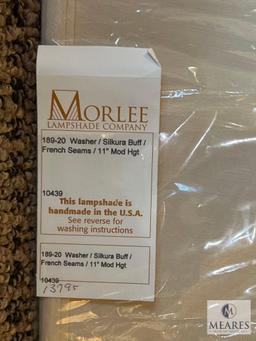 MORLEE
LAMPSHADE COMPANY
189-20 Washer / Silkura Buff /
French Seams / 11" Mod Hgt
10439
This lampshade is
handmade in the U.S.A.
See reverse for
washing instructions
189-20 Washer / Silkura Buff /
French Seams / 11" Mod Hgt
10439
13795
M
MEARS